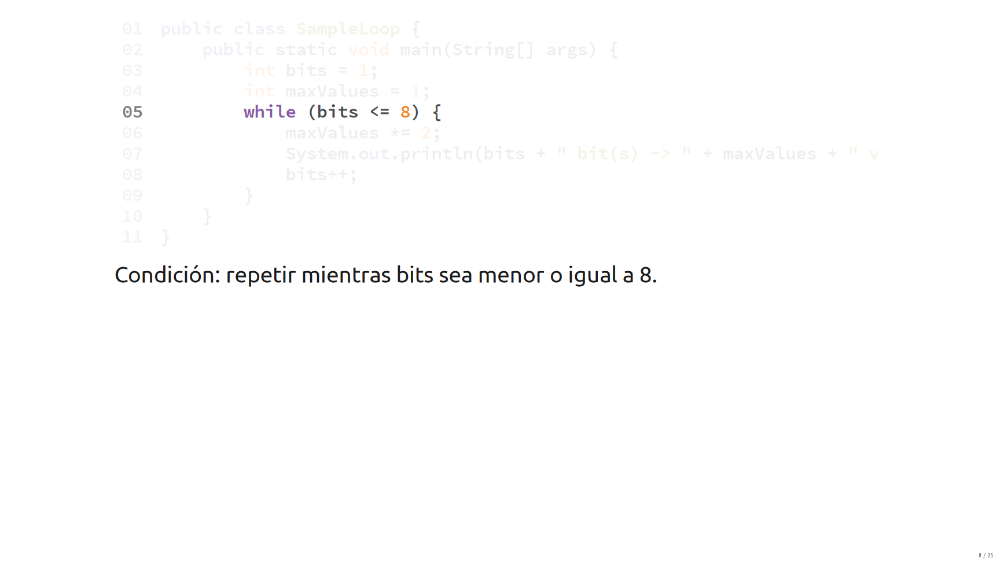 01 public class SampleLoop {
02     public static void main(String[] args) {
03         int bits = 1;
04         int maxValues = 1;
05         while (bits <= 8) {
06             maxValues *= 2;
07             System.out.println(bits + " bit(s) -> " + maxValues + " v
08             bits++;
09         }
10     }
11 }
Condición: repetir mientras bits sea menor o igual a 8.
8 / 25